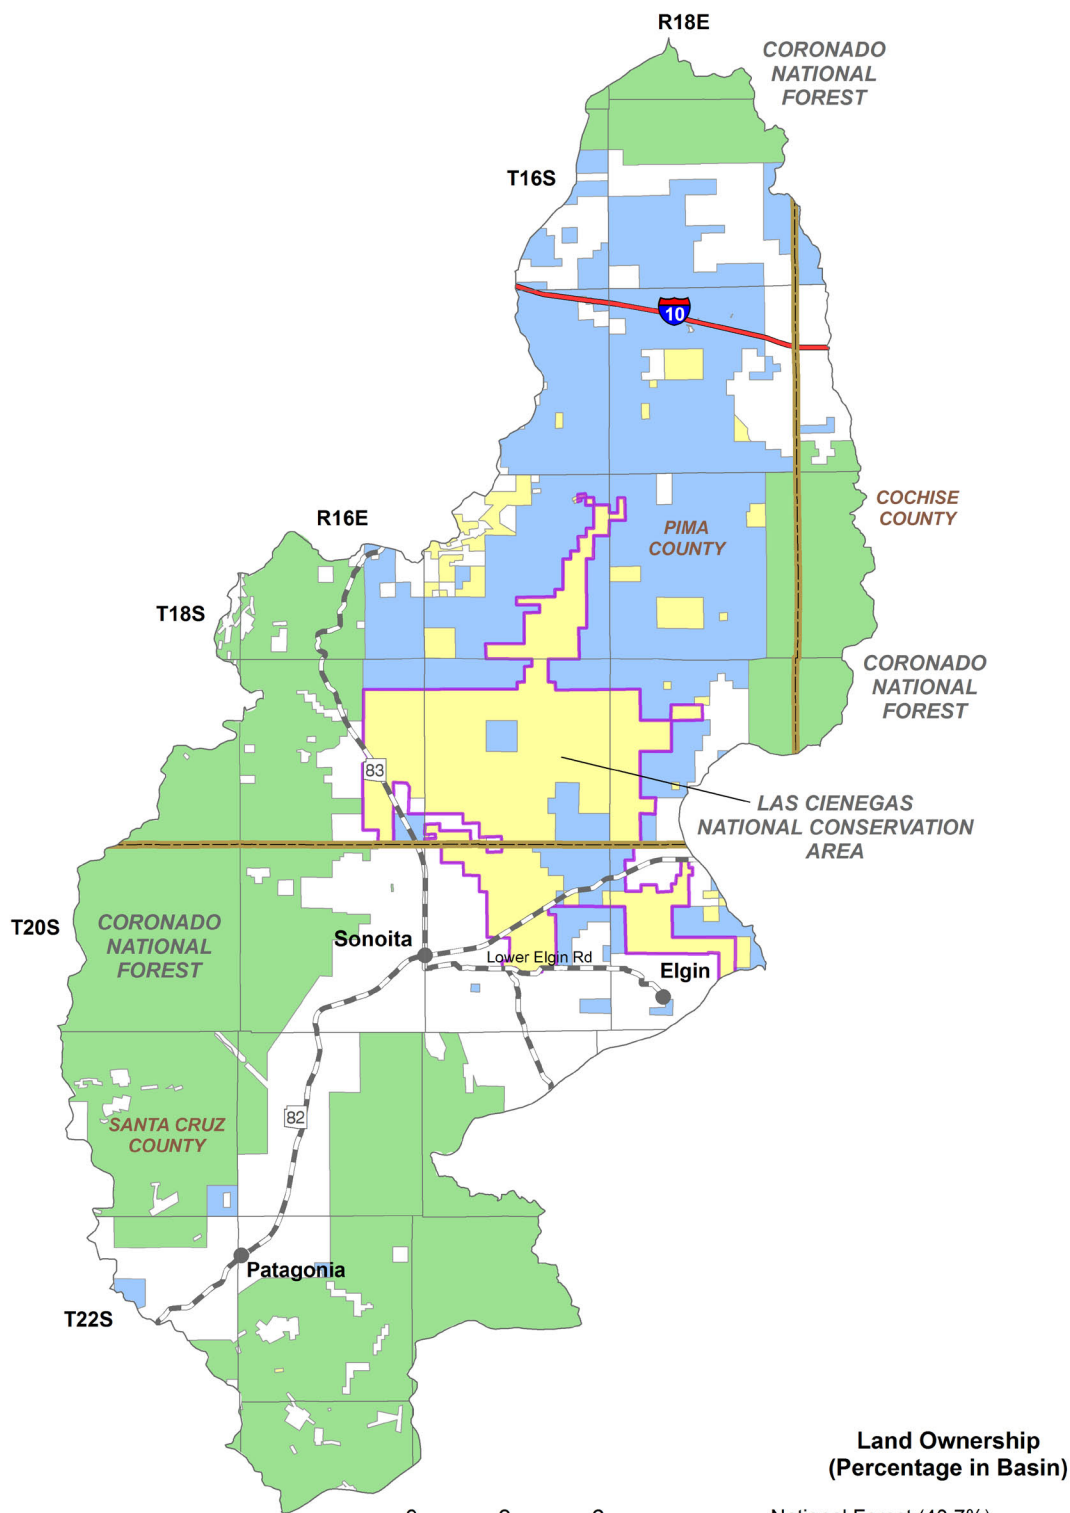 R18E
CORONADO
NATIONAL
FOREST
T16S
10
R16E
PIMA
COUNTY
COCHISE
COUNTY
T18S
CORONADO
NATIONAL
FOREST
83
LAS CIENEGAS
NATIONAL CONSERVATION
AREA
T20S
CORONADO
NATIONAL
FOREST
Sonoita
Lower Elgin Rd
Elgin
82
SANTA CRUZ
COUNTY
Patagonia
T22S
Land Ownership
(Percentage in Basin)